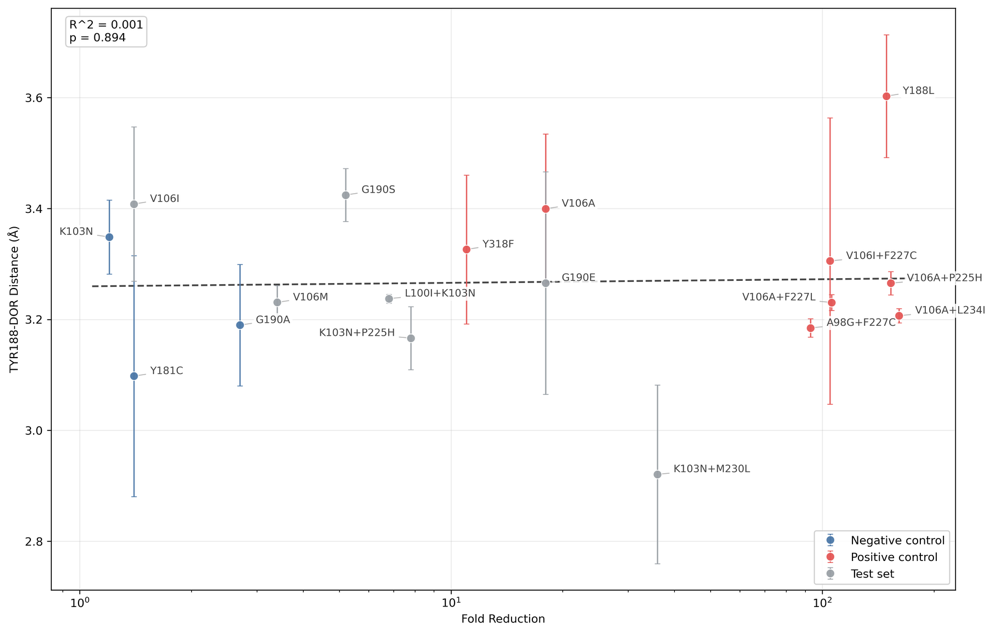 R^2 = 0.001
p = 0.894
TYR188-DOR Distance (Å)
3.6
3.4
3.2
3.0
2.8
Y188L
V106I
G190S
K103N
V106A
Y318F
V106I+F227C
G190E
V106A+P225H
V106M
L100I+K103N
V106A+F227L
V106A+L234I
G190A
K103N+P225H
A98G+F227C
Y181C
K103N+M230L
Negative control
Positive control
Test set
10^0
10^1
10^2
Fold Reduction